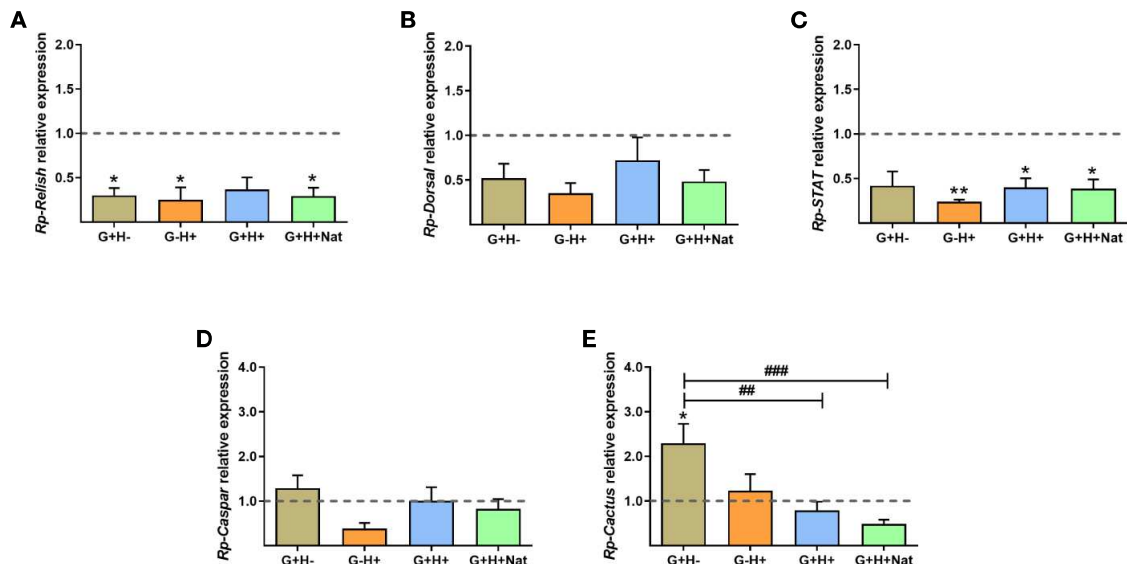 A
B
C
Rp-Relish relative expression
2.0
1.5
1.0
0.5
*
*
*
G+H-
G-H+
G+H+
G+H+Nat
Rp-Dorsal relative expression
2.0
1.5
1.0
0.5
G+H-
G-H+
G+H+
G+H+Nat
Rp-STAT relative expression
2.0
1.5
1.0
0.5
**
*
*
G+H-
G-H+
G+H+
G+H+Nat
D
E
Rp-Caspar relative expression
4.0
3.0
2.0
1.0
G+H-
G-H+
G+H+
G+H+Nat
Rp-Cactus relative expression
4.0
3.0
2.0
1.0
###
##
*
G+H-
G-H+
G+H+
G+H+Nat